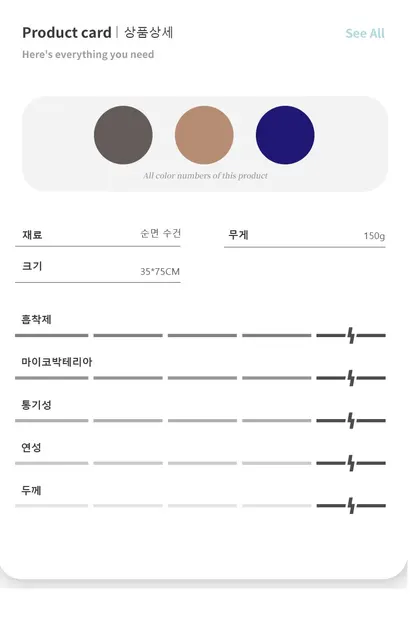 Product card | 상품상세
See All
Here's everything you need
All color numbers of this product
재료 순면 수건
무게 150g
크기 35*75CM
흡착제
마이코박테리아
통기성
연성
두께